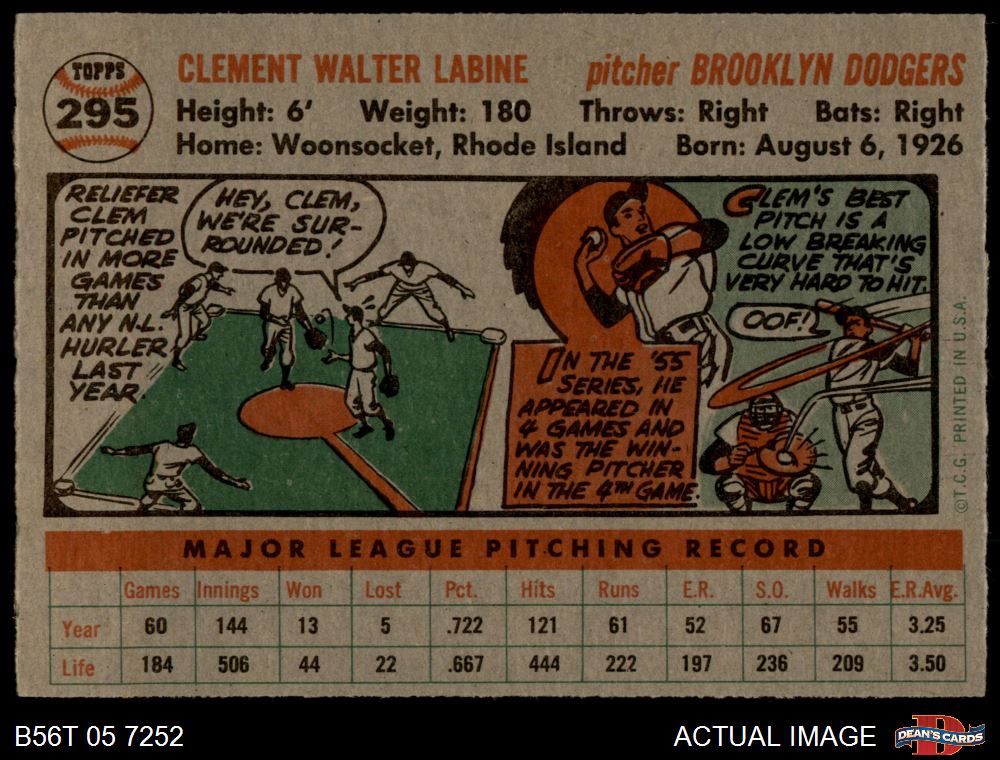 TOPPS
295
CLEMENT WALTER LABINE
pitcher BROOKLYN DODGERS
Height: 6' Weight: 180 Throws: Right Bats: Right
Home: Woonsocket, Rhode Island Born: August 6, 1926
RELIEFER
CLEM
PITCHED
IN MORE
GAMES
THAN
ANY N.L.
HURLER
LAST
YEAR.
HEY, CLEM,
WE'RE SUR-
ROUNDED!
IN THE '55
SERIES, HE
APPEARED IN
4 GAMES AND
WAS THE WIN-
NING PITCHER
IN THE 4TH GAME.
CLEM'S BEST
PITCH IS A
LOW BREAKING
CURVE THAT'S
VERY HARD TO HIT.
OOF!
©T.C.G. PRINTED IN U.S.A.
MAJOR LEAGUE PITCHING RECORD
Games Innings Won Lost Pct. Hits Runs E.R. S.O. Walks E.R.Avg.
Year 60 144 13 5 .722 121 61 52 67 55 3.25
Life 184 506 44 22 .667 444 222 197 236 209 3.50
B56T 05 7252
ACTUAL IMAGE
D
DEAN'S CARDS